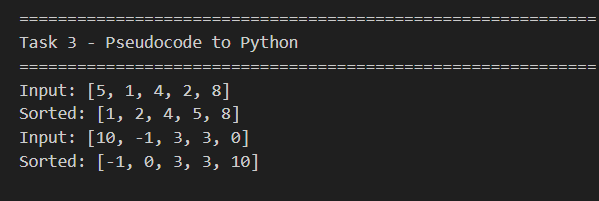 ============================================================
Task 3 - Pseudocode to Python
============================================================
Input: [5, 1, 4, 2, 8]
Sorted: [1, 2, 4, 5, 8]
Input: [10, -1, 3, 3, 0]
Sorted: [-1, 0, 3, 3, 10]